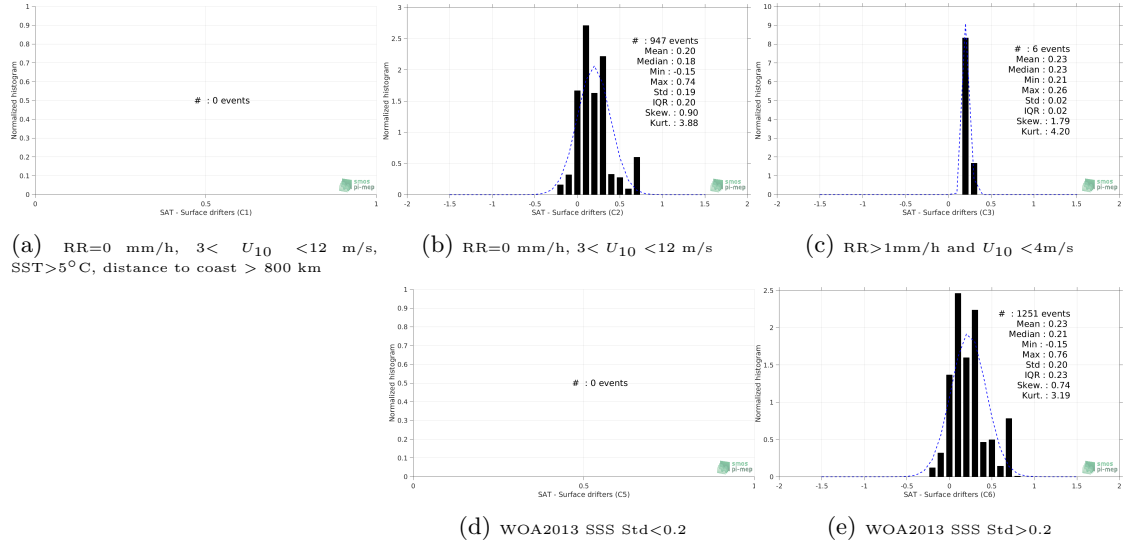 1
0.9
0.8
0.7
0.6
0.5
0.4
0.3
0.2
0.1
0
Normalized histogram
# : 0 events
smos
pi-mep
0 0.5 1
SAT - Surface drifters (C1)
(a) RR=0 mm/h, 3< U10 <12 m/s,
SST>5°C, distance to coast > 800 km
3
2.5
2
1.5
1
0.5
0
Normalized histogram
# : 947 events
Mean : 0.20
Median : 0.18
Min : -0.15
Max : 0.74
Std : 0.19
IQR : 0.20
Skew. : 0.90
Kurt. : 3.88
smos
pi-mep
-2 -1.5 -1 -0.5 0 0.5 1 1.5 2
SAT - Surface drifters (C2)
(b) RR=0 mm/h, 3< U10 <12 m/s
10
9
8
7
6
5
4
3
2
1
0
Normalized histogram
# : 6 events
Mean : 0.23
Median : 0.23
Min : 0.21
Max : 0.26
Std : 0.02
IQR : 0.02
Skew. : 1.79
Kurt. : 4.20
smos
pi-mep
-2 -1.5 -1 -0.5 0 0.5 1 1.5 2
SAT - Surface drifters (C3)
(c) RR>1mm/h and U10 <4m/s
1
0.9
0.8
0.7
0.6
0.5
0.4
0.3
0.2
0.1
0
Normalized histogram
# : 0 events
smos
pi-mep
0 0.5 1
SAT - Surface drifters (C5)
(d) WOA2013 SSS Std<0.2
2.5
2
1.5
1
0.5
0
Normalized histogram
# : 1251 events
Mean : 0.23
Median : 0.21
Min : -0.15
Max : 0.76
Std : 0.20
IQR : 0.23
Skew. : 0.74
Kurt. : 3.19
smos
pi-mep
-2 -1.5 -1 -0.5 0 0.5 1 1.5 2
SAT - Surface drifters (C6)
(e) WOA2013 SSS Std>0.2